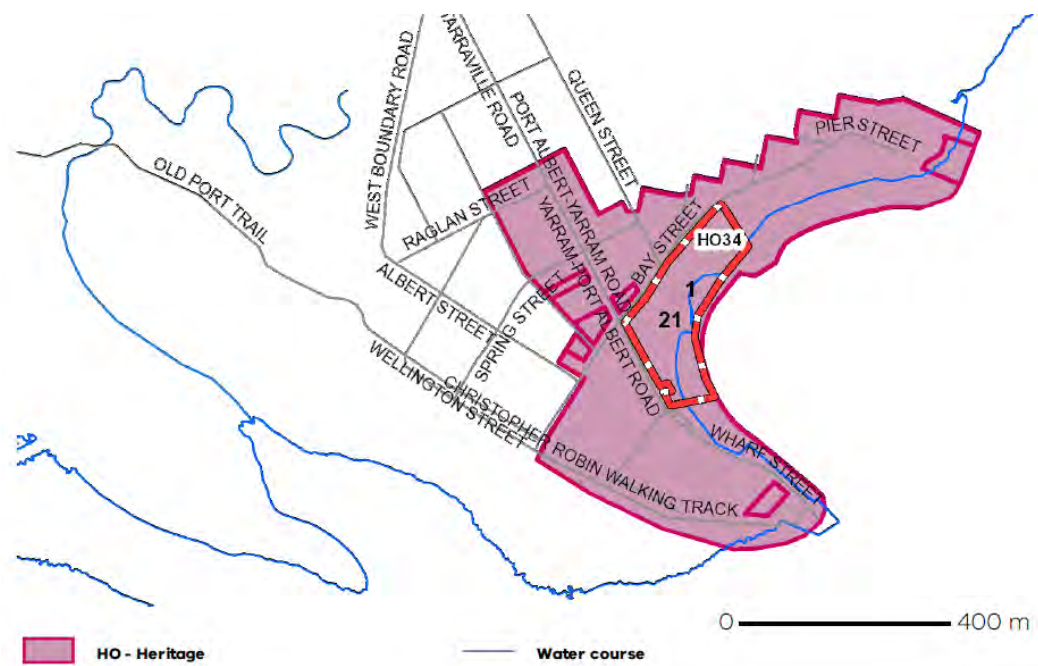 WEST BOUNDARY ROAD
TARRAVILLE ROAD
PORT ALBERT-YARRAM ROAD
QUEEN STREET
PIER STREET
OLD PORT TRAIL
RAGLAN STREET
YARRAM-PORT ALBERT ROAD
BAY STREET
HO34
ALBERT STREET
SPRING STREET
1
21
WELLINGTON STREET
CHRISTOPHER ROBIN WALKING TRACK
WHARF STREET
0 400 m
HO - Heritage
Water course